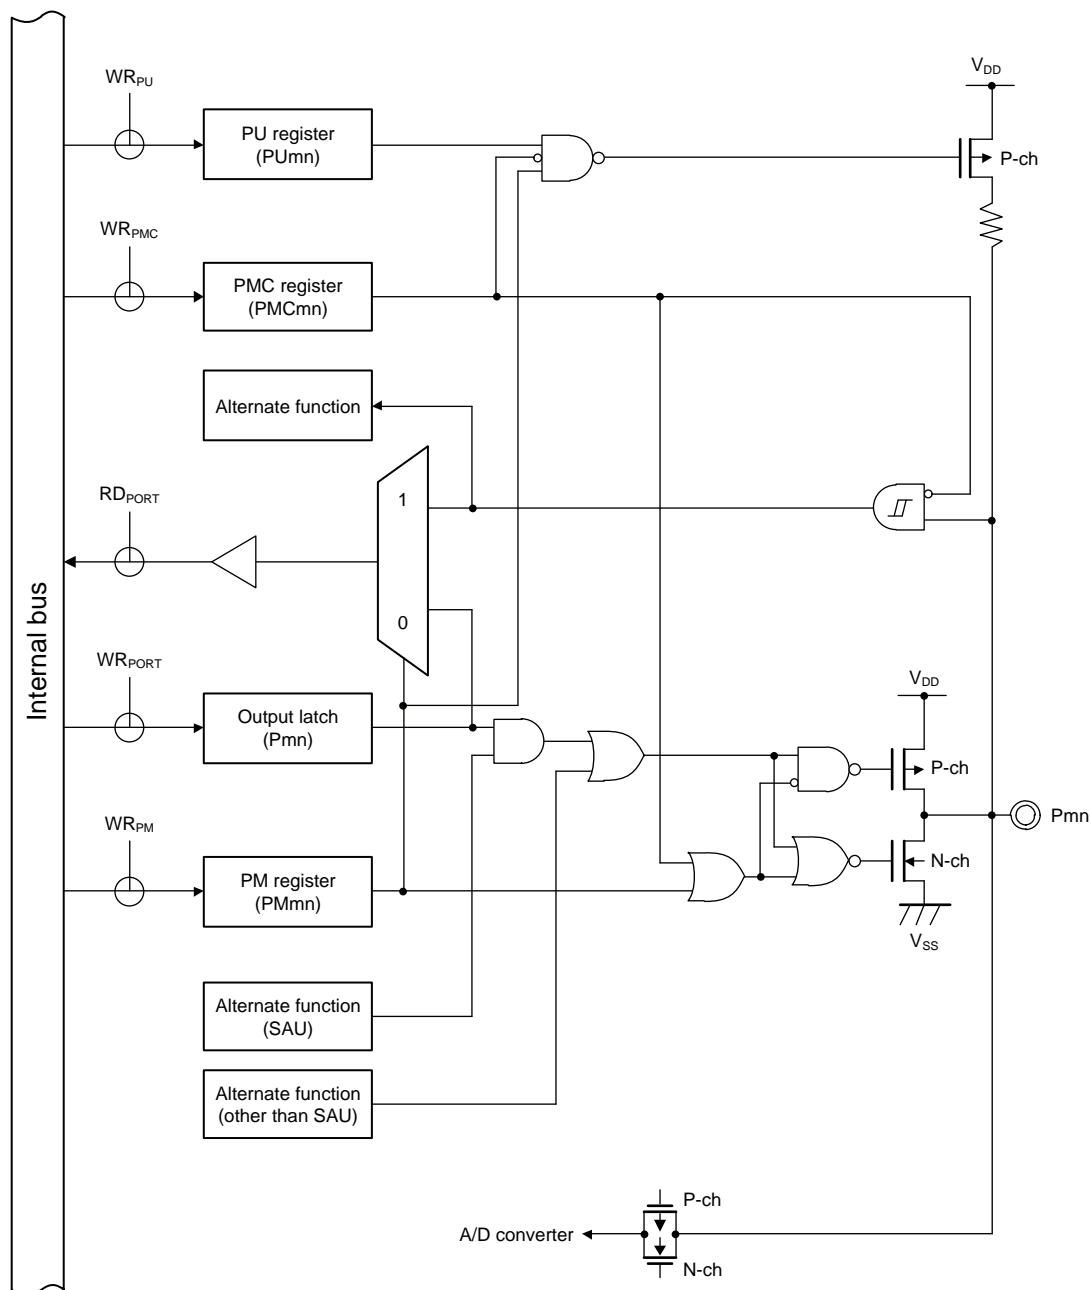 V_DD
WR_PU
PU register
(PUmn)
P-ch
WR_PMC
PMC register
(PMCmn)
Alternate function
1
RD_PORT
0
Internal bus
WR_PORT
V_DD
Output latch
(Pmn)
P-ch
Pmn
WR_PM
N-ch
PM register
(PMmn)
V_SS
Alternate function
(SAU)
Alternate function
(other than SAU)
P-ch
A/D converter
N-ch